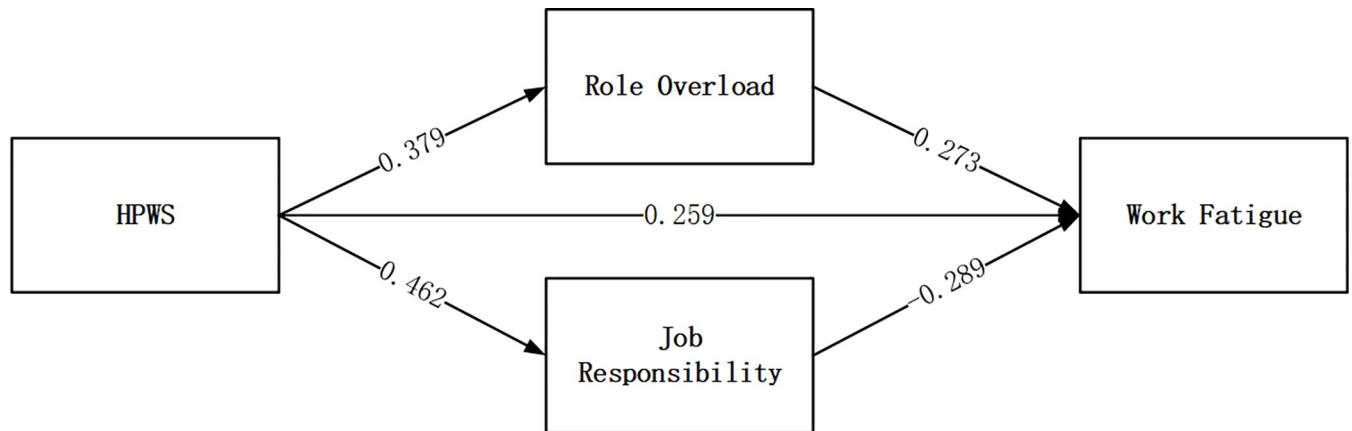 Role Overload
0.379
0.273
HPWS
0.259
Work Fatigue
0.462
-0.289
Job
Responsibility